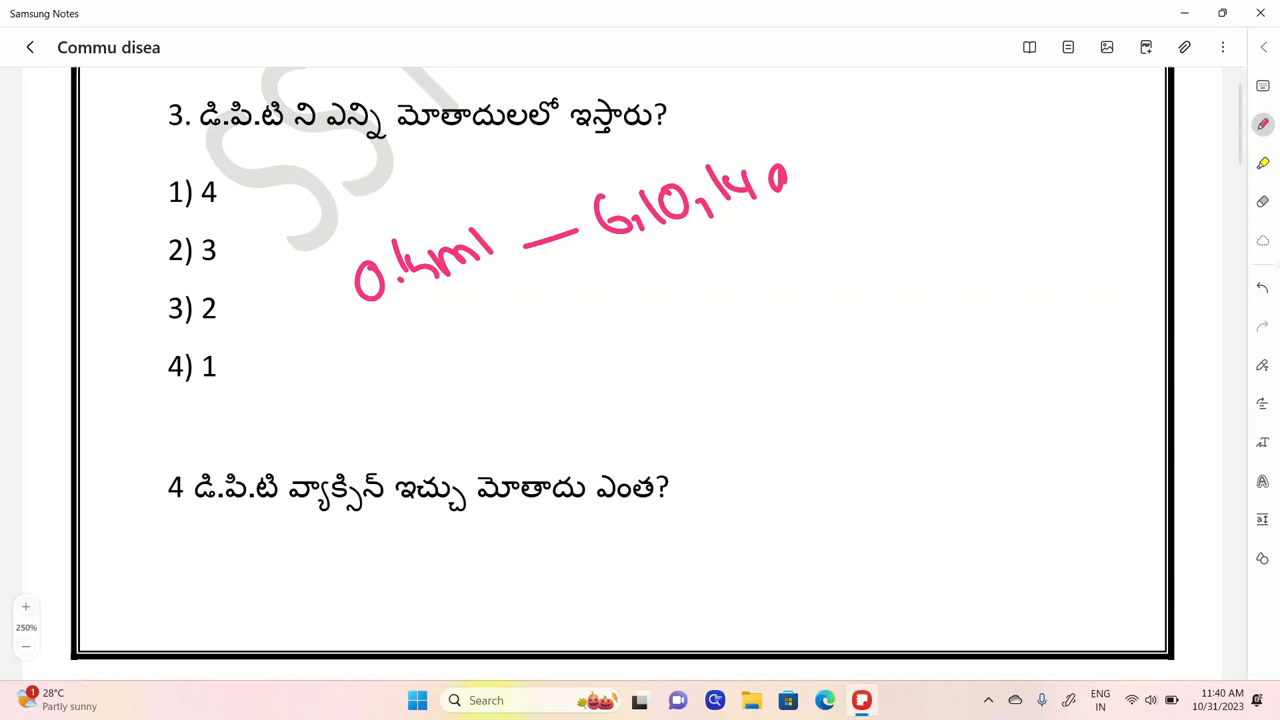 Samsung Notes
Commu disea
3. డి.పి.టి ని ఎన్ని మోతాదులలో ఇస్తారు?
1) 4
2) 3
3) 2
4) 1
0.5ml — 6,10,14
4 డి.పి.టి వ్యాక్సిన్ ఇచ్చు మోతాదు ఎంత?
250%
1
28°C
Partly sunny
Search
ENG
IN
11:40 AM
10/31/2023